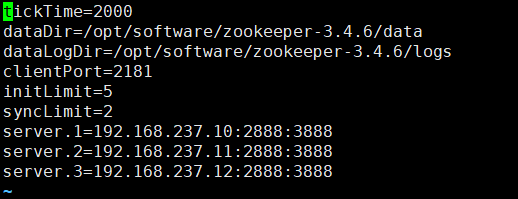 tickTime=2000
dataDir=/opt/software/zookeeper-3.4.6/data
dataLogDir=/opt/software/zookeeper-3.4.6/logs
clientPort=2181
initLimit=5
syncLimit=2
server.1=192.168.237.10:2888:3888
server.2=192.168.237.11:2888:3888
server.3=192.168.237.12:2888:3888
~